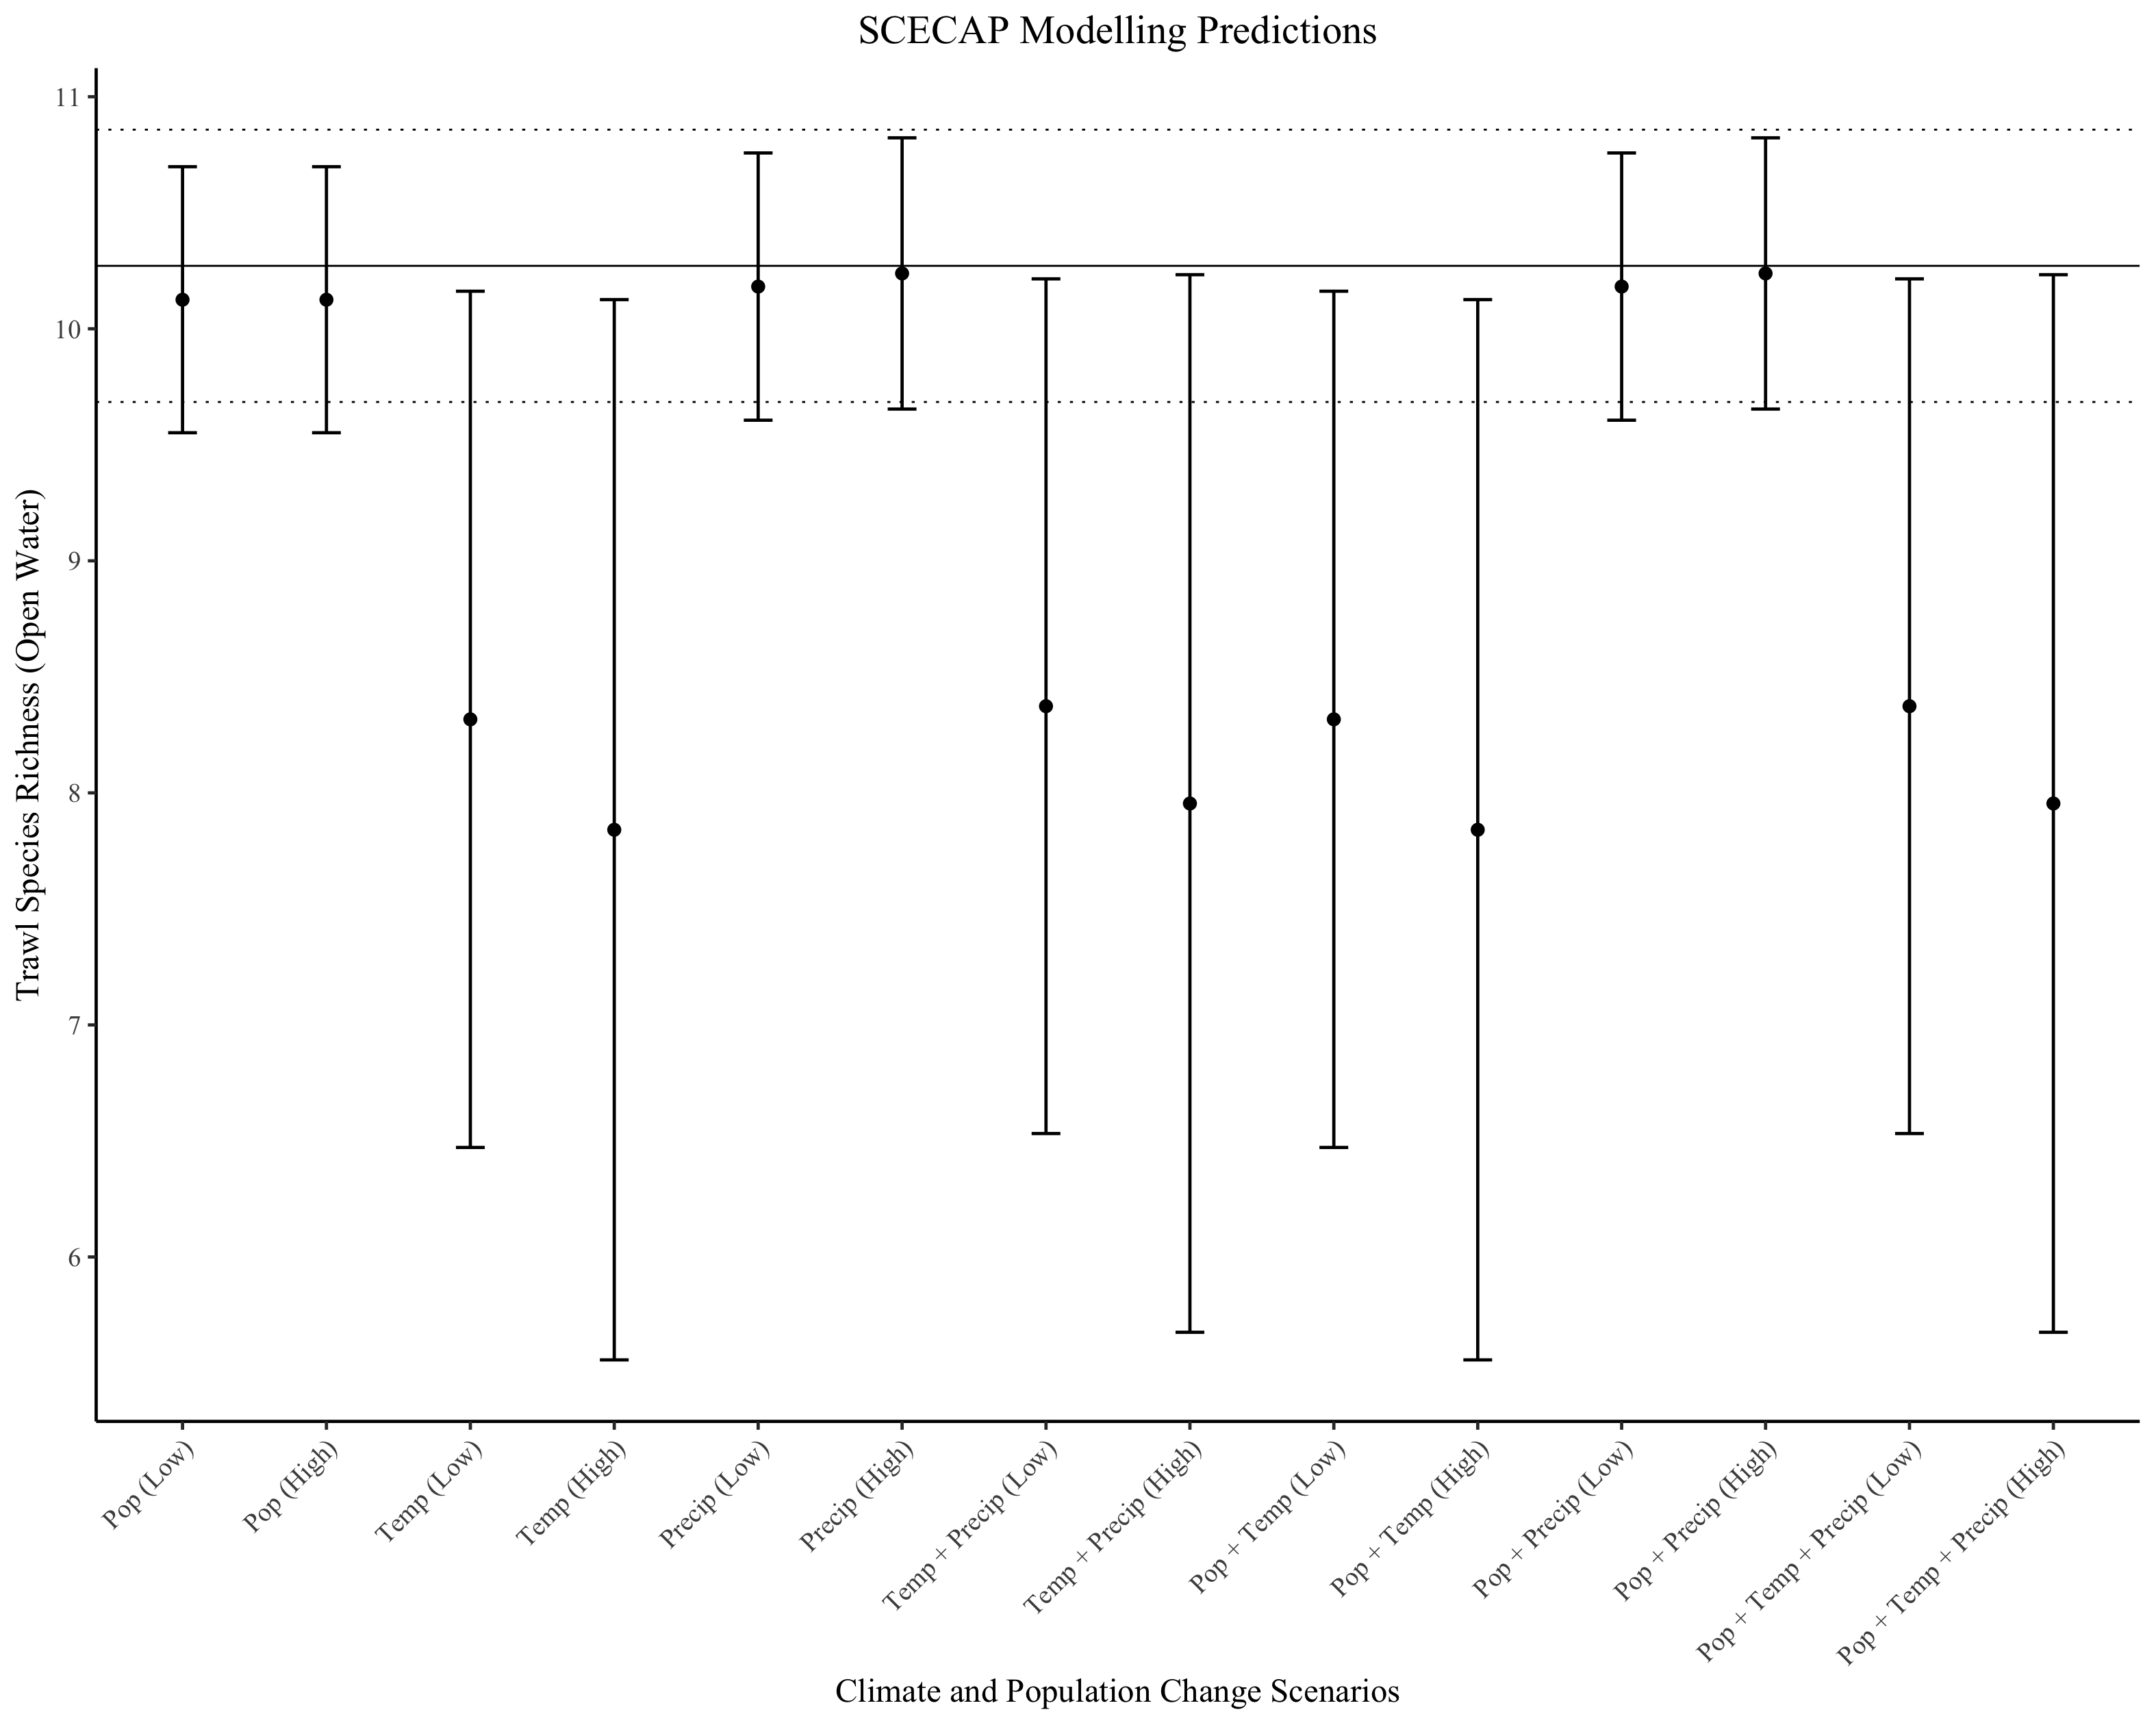 SCECAP Modelling Predictions
Trawl Species Richness (Open Water)
11
10
9
8
7
6
Pop (Low)
Pop (High)
Temp (Low)
Temp (High)
Precip (Low)
Precip (High)
Temp + Precip (Low)
Temp + Precip (High)
Pop + Temp (Low)
Pop + Temp (High)
Pop + Precip (Low)
Pop + Precip (High)
Pop + Temp + Precip (Low)
Pop + Temp + Precip (High)
Climate and Population Change Scenarios